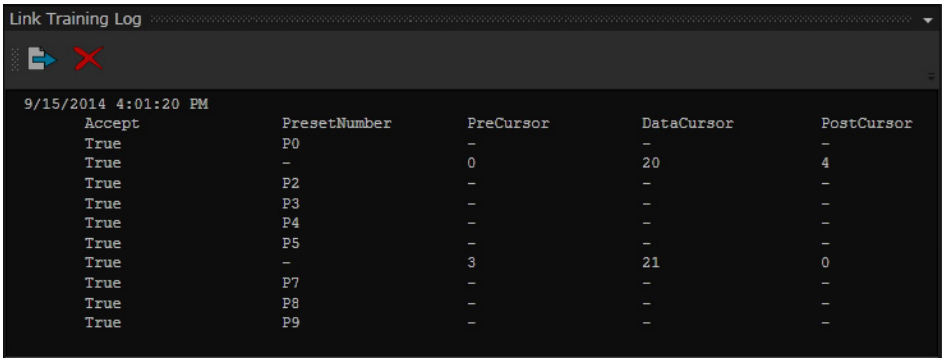 Link Training Log
9/15/2014 4:01:20 PM
Accept PresetNumber PreCursor DataCursor PostCursor
True P0 - - -
True - 0 20 4
True P2 - - -
True P3 - - -
True P4 - - -
True P5 - - -
True - 3 21 0
True P7 - - -
True P8 - - -
True P9 - - -